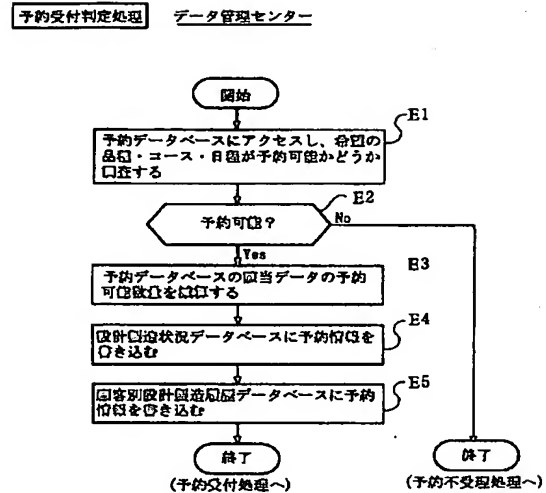 予約受付判定処理 データ管理センター
開始
E1
予約データベースにアクセスし、希望の
品種・コース・日程が予約可能かどうか
調査する
E2
予約可能?
No
Yes
E3
予約データベースの該当データの予約
可能数量を
する
E4
設計製造状況データベースに予約情報を
書き込む
E5
顧客別設計製造履歴データベースに予約
情報を書き込む
終了
(予約受付処理へ)
終了
(予約不受理処理へ)